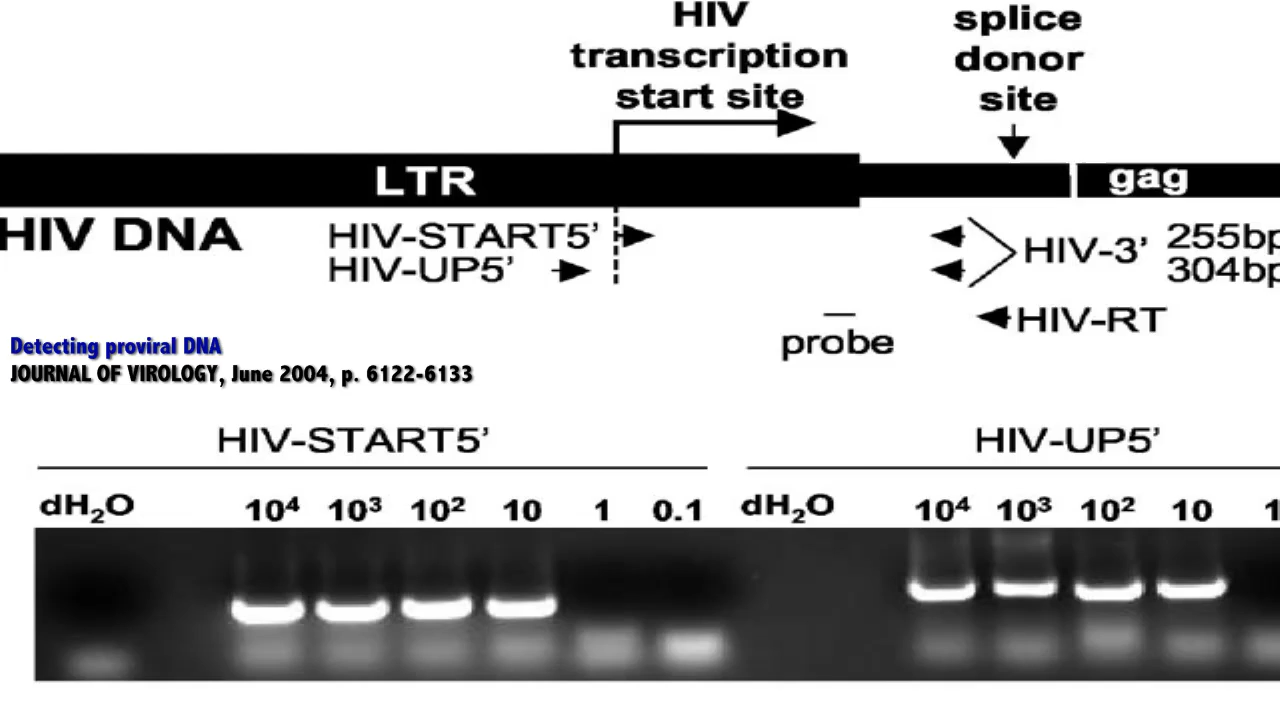 HIV
transcription
start site
splice
donor
site
LTR
gag
HIV DNA
HIV-START5’
HIV-UP5’
HIV-3’
255bp
304bp
HIV-RT
probe
Detecting proviral DNA
JOURNAL OF VIROLOGY, June 2004, p. 6122-6133
HIV-START5’ HIV-UP5’
dH₂O 10⁴ 10³ 10² 10 1 0.1 dH₂O 10⁴ 10³ 10² 10 1